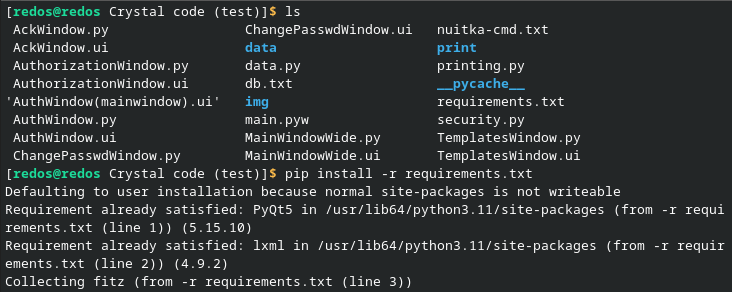 [redos@redos Crystal code (test)]$ ls
AckWindow.py ChangePasswdWindow.ui nuitka-cmd.txt
AckWindow.ui data print
AuthorizationWindow.py data.py printing.py
AuthorizationWindow.ui db.txt __pycache__
'AuthWindow(mainwindow).ui' img requirements.txt
AuthWindow.py main.pyw security.py
AuthWindow.ui MainWindowWide.py TemplatesWindow.py
ChangePasswdWindow.py MainWindowWide.ui TemplatesWindow.ui
[redos@redos Crystal code (test)]$ pip install -r requirements.txt
Defaulting to user installation because normal site-packages is not writeable
Requirement already satisfied: PyQt5 in /usr/lib64/python3.11/site-packages (from -r requi
rements.txt (line 1)) (5.15.10)
Requirement already satisfied: lxml in /usr/lib64/python3.11/site-packages (from -r requir
ements.txt (line 2)) (4.9.2)
Collecting fitz (from -r requirements.txt (line 3))